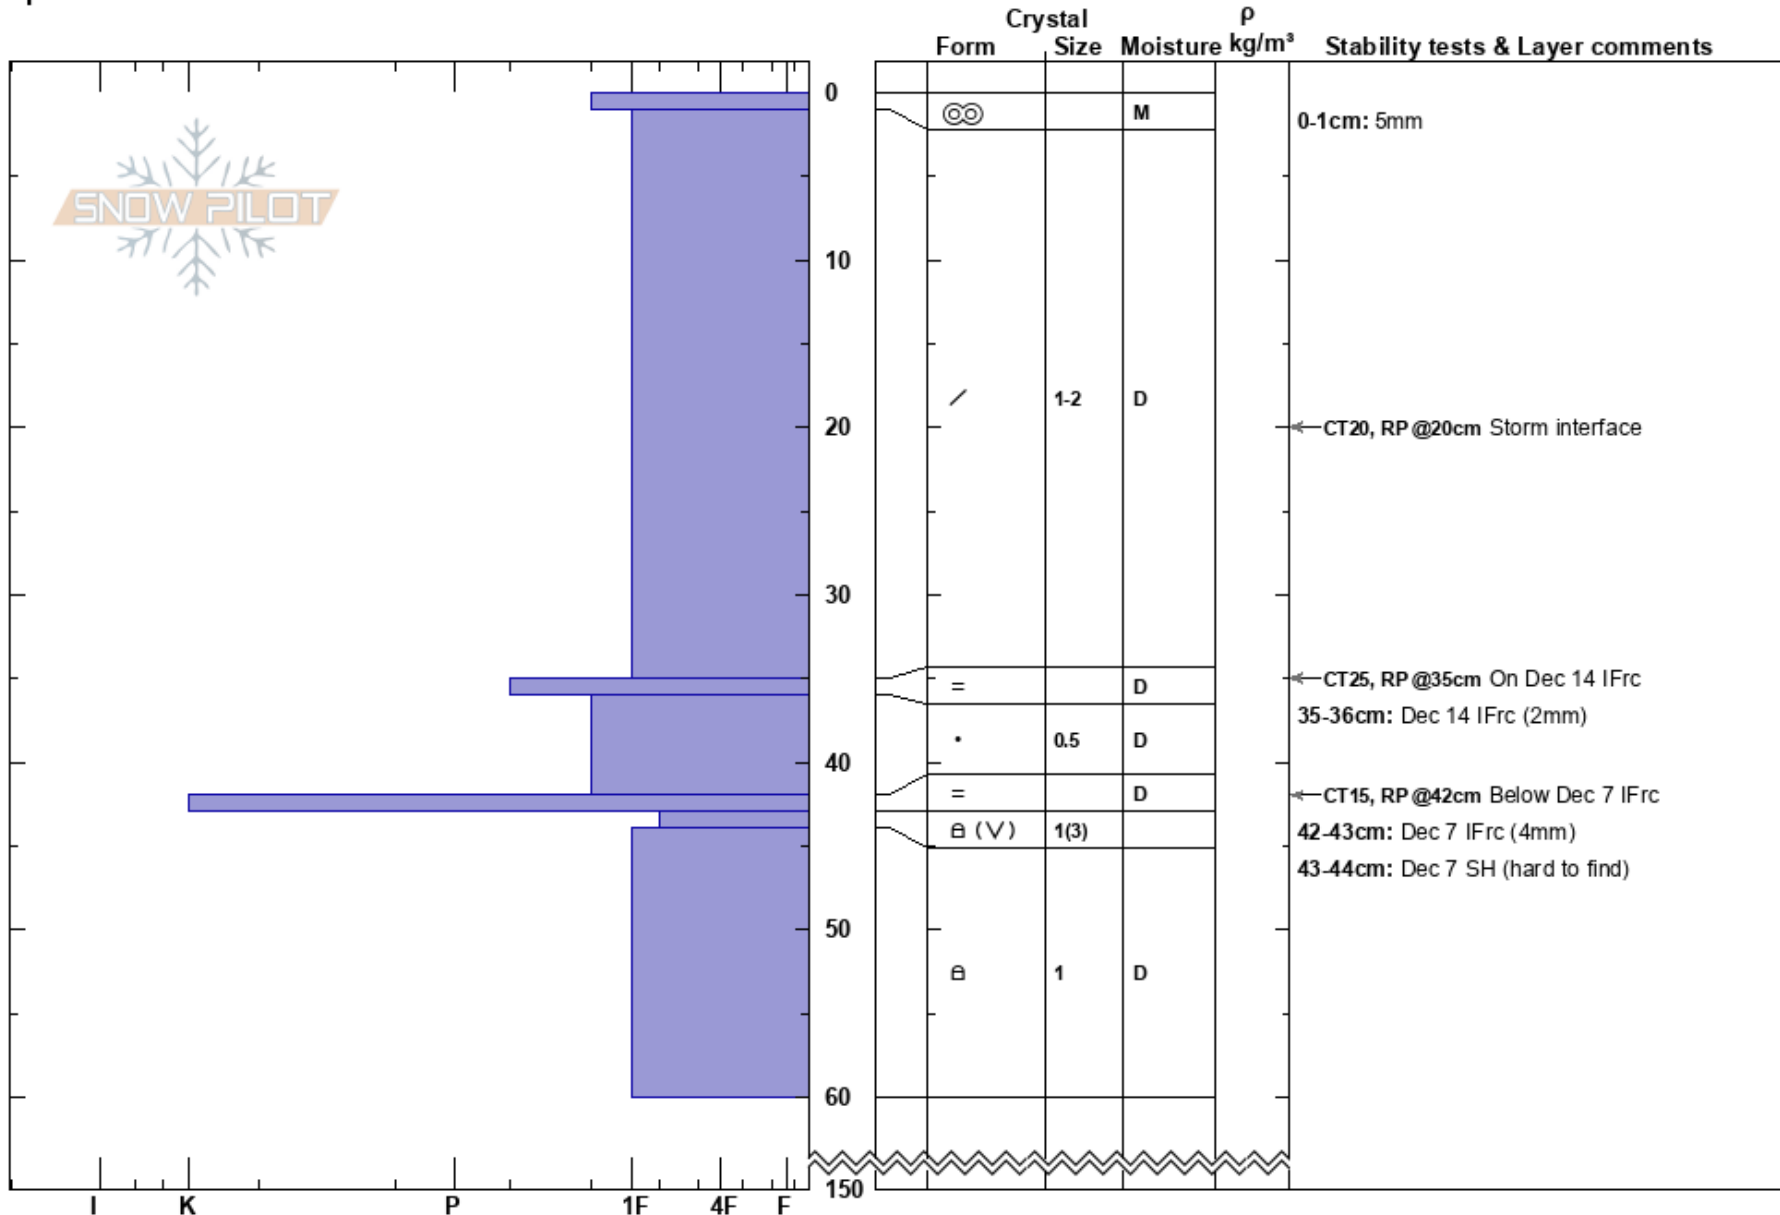 Crystal
ρ
Form Size Moisture kg/m³ Stability tests & Layer comments
0
M
0-1cm: 5mm
SNOW PILOT
10
1-2 D
20
CT20, RP@20cm Storm interface
30
CT25, RP@35cm On Dec 14 IFrc
= D
35-36cm: Dec 14 IFrc (2mm)
0.5 D
40
= D
CT15, RP@42cm Below Dec 7 IFrc
(V) 1(3)
42-43cm: Dec 7 IFrc (4mm)
43-44cm: Dec 7 SH (hard to find)
50
1 D
60
150
I K P 1F 4F F